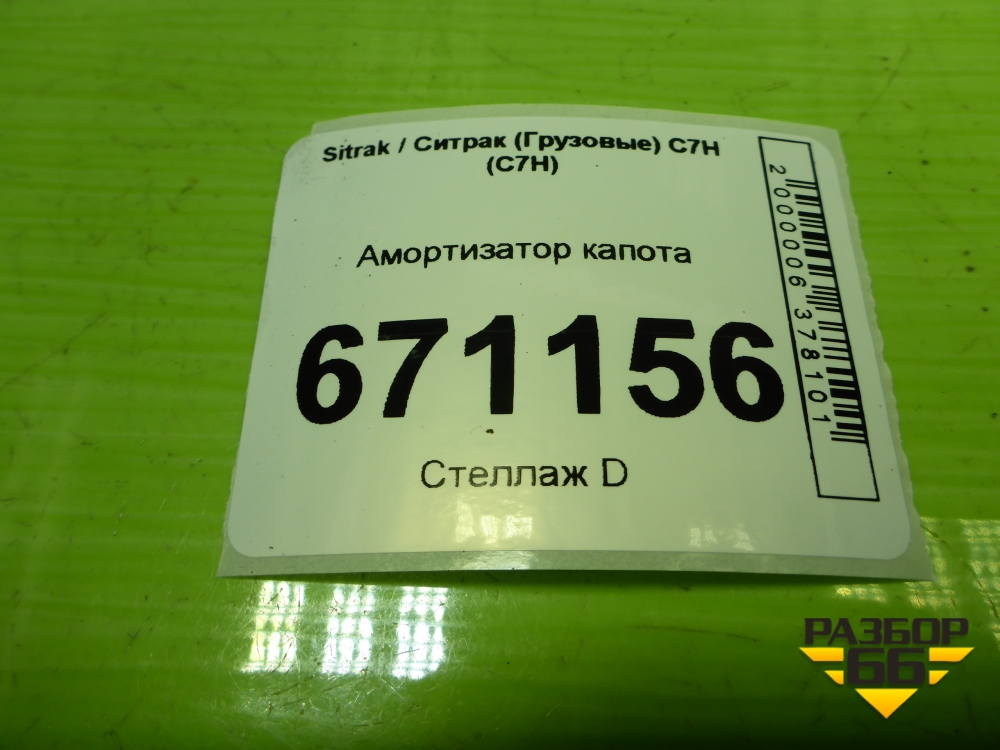 Sitrak / Ситрак (Грузовые) C7H
(C7H)
Амортизатор капота
671156
Стеллаж D
2000006378101
РАЗБОР
66